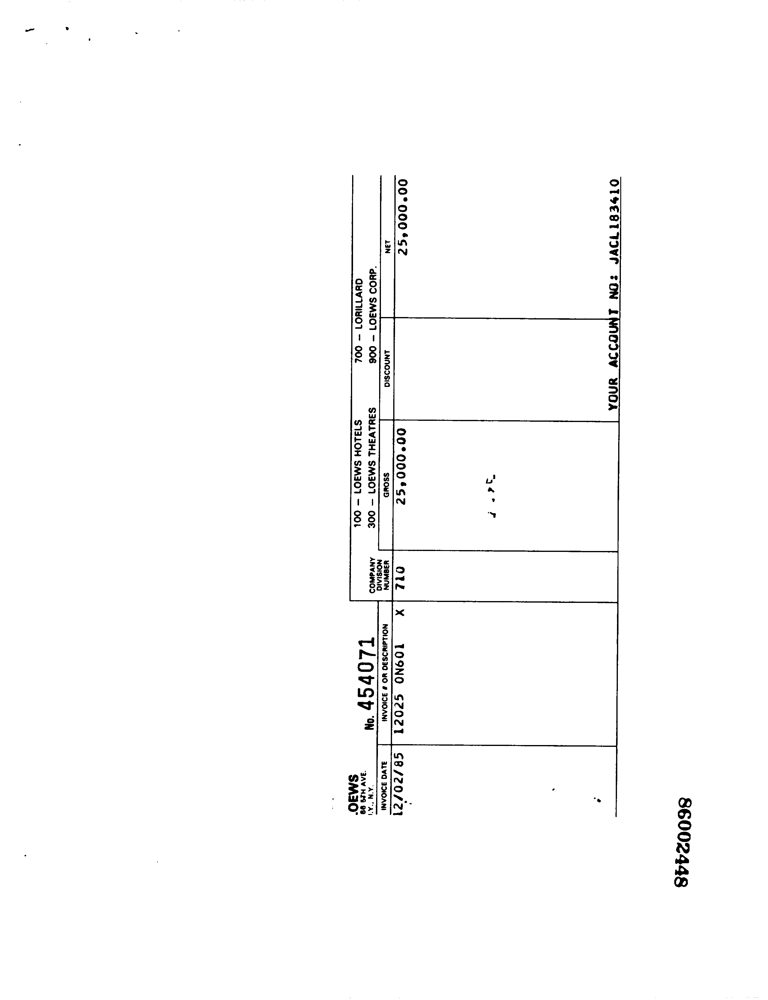 .OEWS
No. 454071
66 5TH AVE.
I.Y., N.Y.
100 – LOEWS HOTELS 700 – LORILLARD
300 – LOEWS THEATRES 900 – LOEWS CORP.
INVOICE DATE INVOICE # OR DESCRIPTION COMPANY DIVISION NUMBER GROSS DISCOUNT NET
12/02/85 12025 ON601 X 710 25,000.00 25,000.00
YOUR ACCOUNT NO: JACL183410
86002448